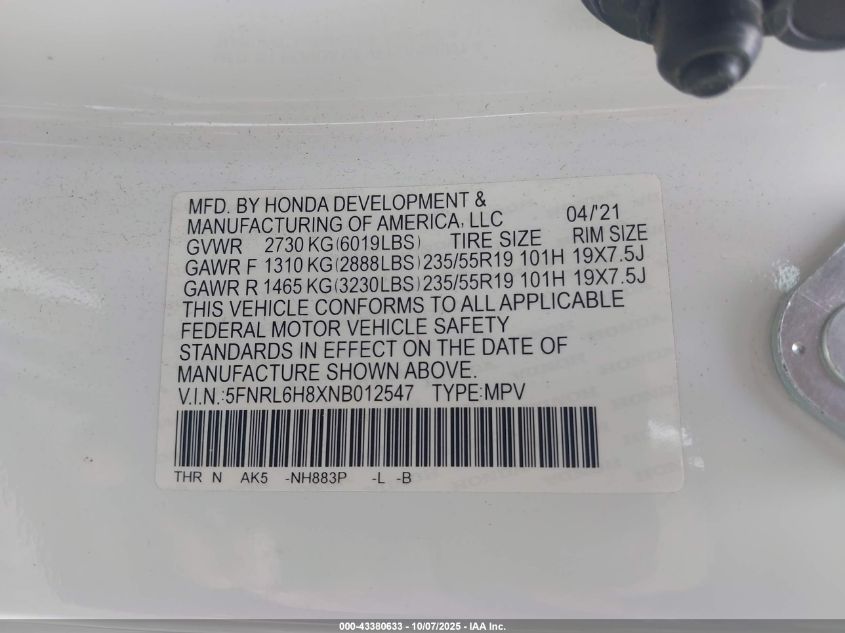 MFD. BY HONDA DEVELOPMENT &
MANUFACTURING OF AMERICA, LLC 04/'21
GVWR 2730 KG(6019LBS) TIRE SIZE RIM SIZE
GAWR F 1310 KG(2888LBS) 235/55R19 101H 19X7.5J
GAWR R 1465 KG(3230LBS) 235/55R19 101H 19X7.5J
THIS VEHICLE CONFORMS TO ALL APPLICABLE
FEDERAL MOTOR VEHICLE SAFETY
STANDARDS IN EFFECT ON THE DATE OF
MANUFACTURE SHOWN ABOVE.
V.I.N.:5FNRL6H8XNB012547 TYPE:MPV
THR N AK5 -NH883P -L -B
000-43380633 - 10/07/2025 - IAA Inc.